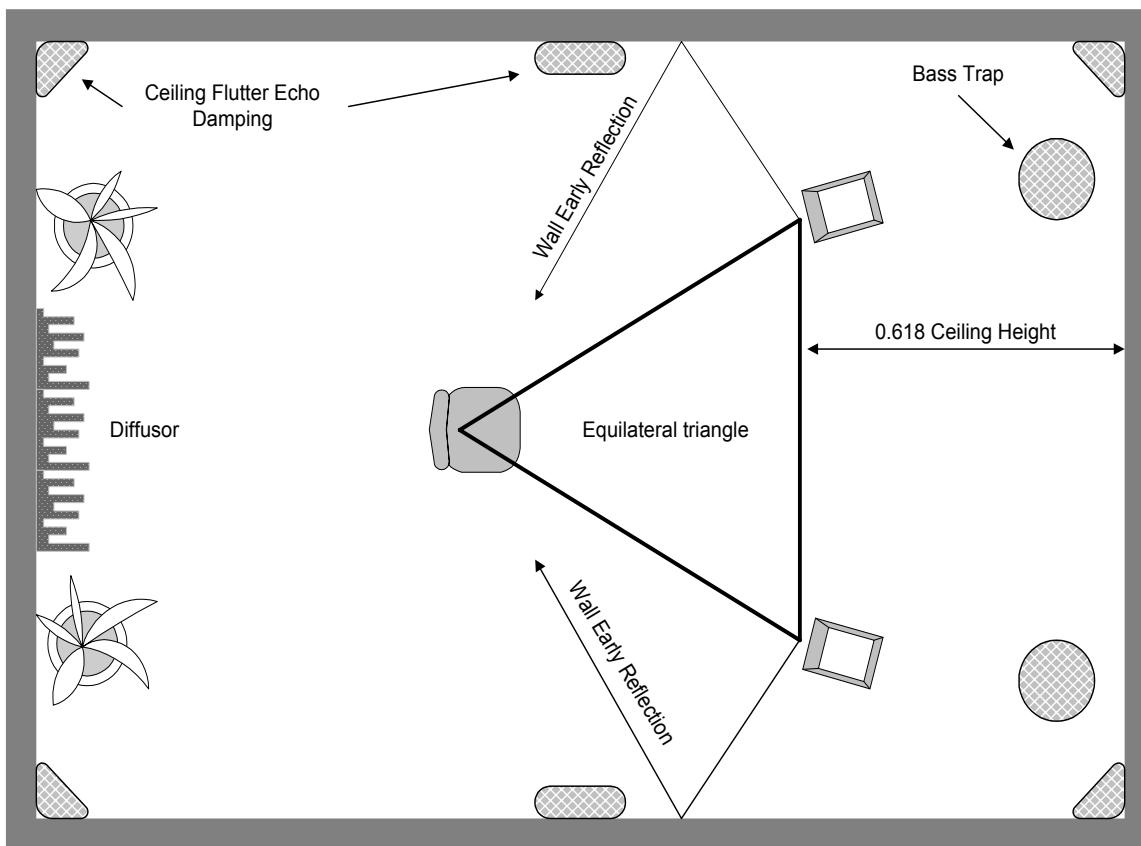 Ceiling Flutter Echo
Damping
Bass Trap
Wall Early Reflection
0.618 Ceiling Height
Diffusor
Equilateral triangle
Wall Early Reflection